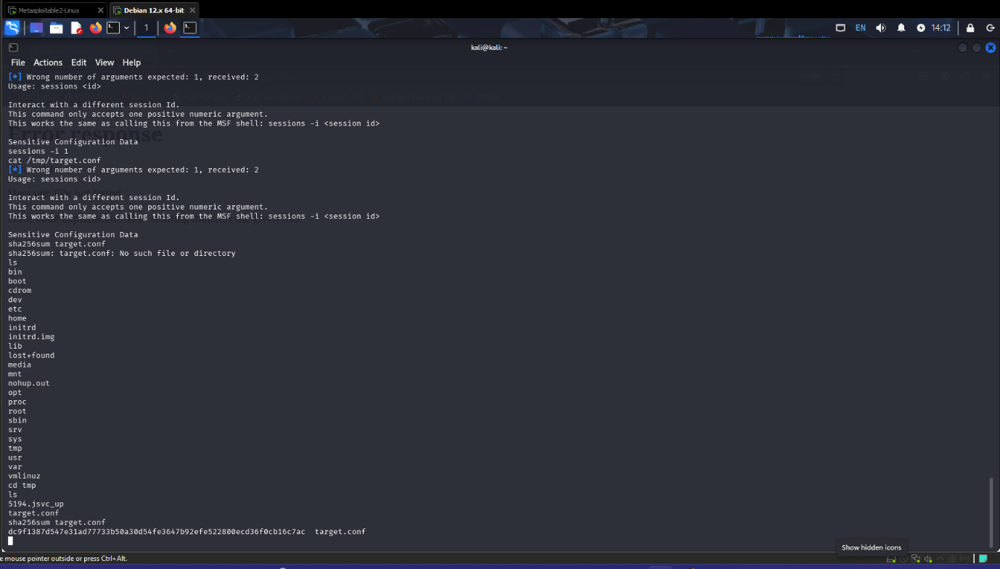 Metasploitable2-Linux
Debian 12.x 64-bit
1
EN
14:12
kali@kali: ~
File Actions Edit View Help
[*] Wrong number of arguments expected: 1, received: 2
Usage: sessions <id>
Interact with a different session Id.
This command only accepts one positive numeric argument.
This works the same as calling this from the MSF shell: sessions -i <session id>
Error response
Sensitive Configuration Data
sessions -i 1
cat /tmp/target.conf
[*] Wrong number of arguments expected: 1, received: 2
Usage: sessions <id>
Interact with a different session Id.
This command only accepts one positive numeric argument.
This works the same as calling this from the MSF shell: sessions -i <session id>
Sensitive Configuration Data
sha256sum target.conf
sha256sum: target.conf: No such file or directory
ls
bin
boot
cdrom
dev
etc
home
initrd
initrd.img
lib
lost+found
media
mnt
nohup.out
opt
proc
root
sbin
srv
sys
tmp
usr
var
vmlinuz
cd tmp
ls
5194.jsvc_up
target.conf
sha256sum target.conf
dc9f1387d547e31ad77733b50a30d54fe3647b92efe522800ecd36f0cb16c7ac  target.conf
Show hidden icons
e mouse pointer outside or press Ctrl+Alt.